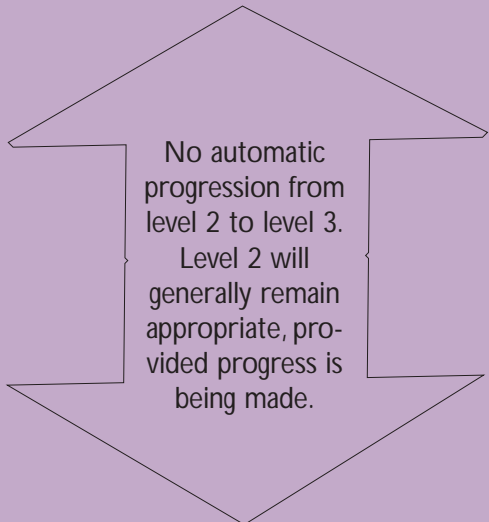 No automatic
progression from
level 2 to level 3.
Level 2 will
generally remain
appropriate, pro-
vided progress is
being made.